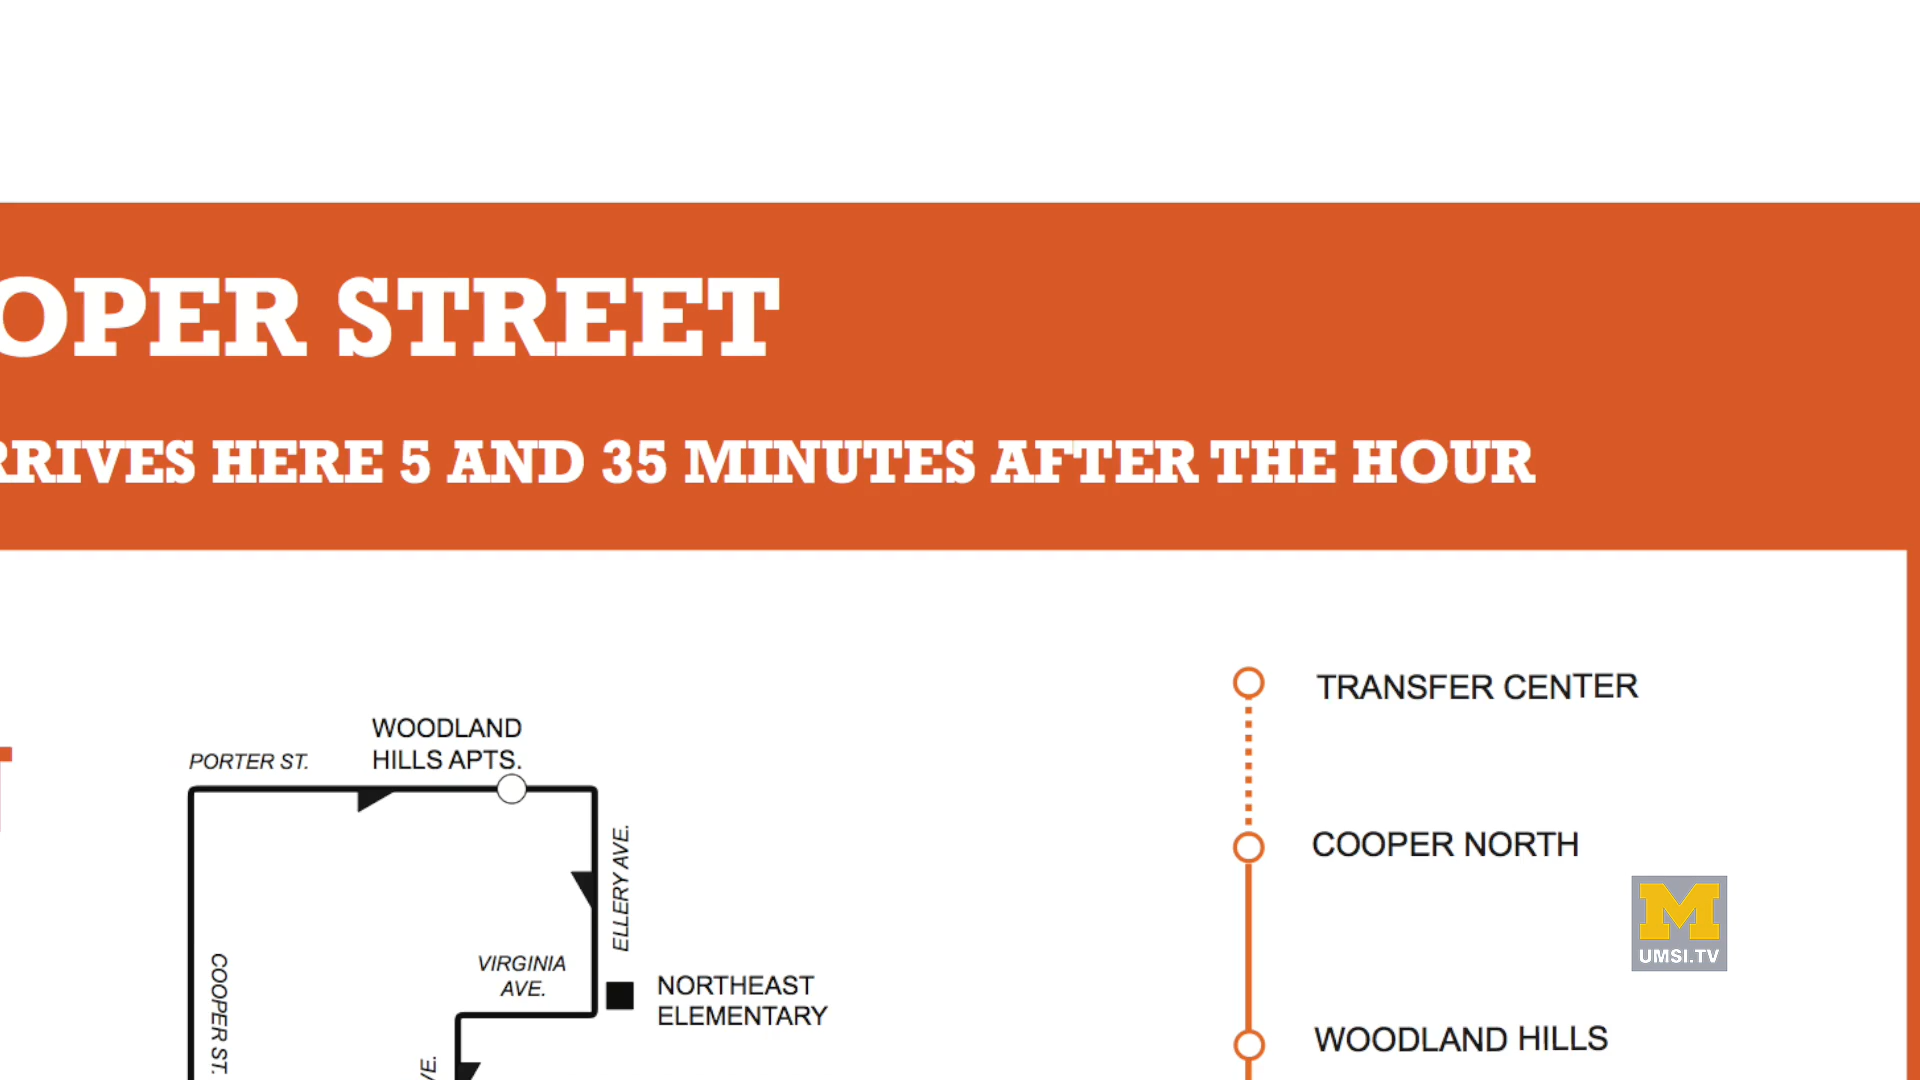 OPER STREET
RRIVES HERE 5 AND 35 MINUTES AFTER THE HOUR
TRANSFER CENTER
WOODLAND
HILLS APTS.
PORTER ST.
COOPER NORTH
ELLERY AVE.
M
UMSI.TV
VIRGINIA
AVE.
COOPER ST.
NORTHEAST
ELEMENTARY
WOODLAND HILLS
VE.